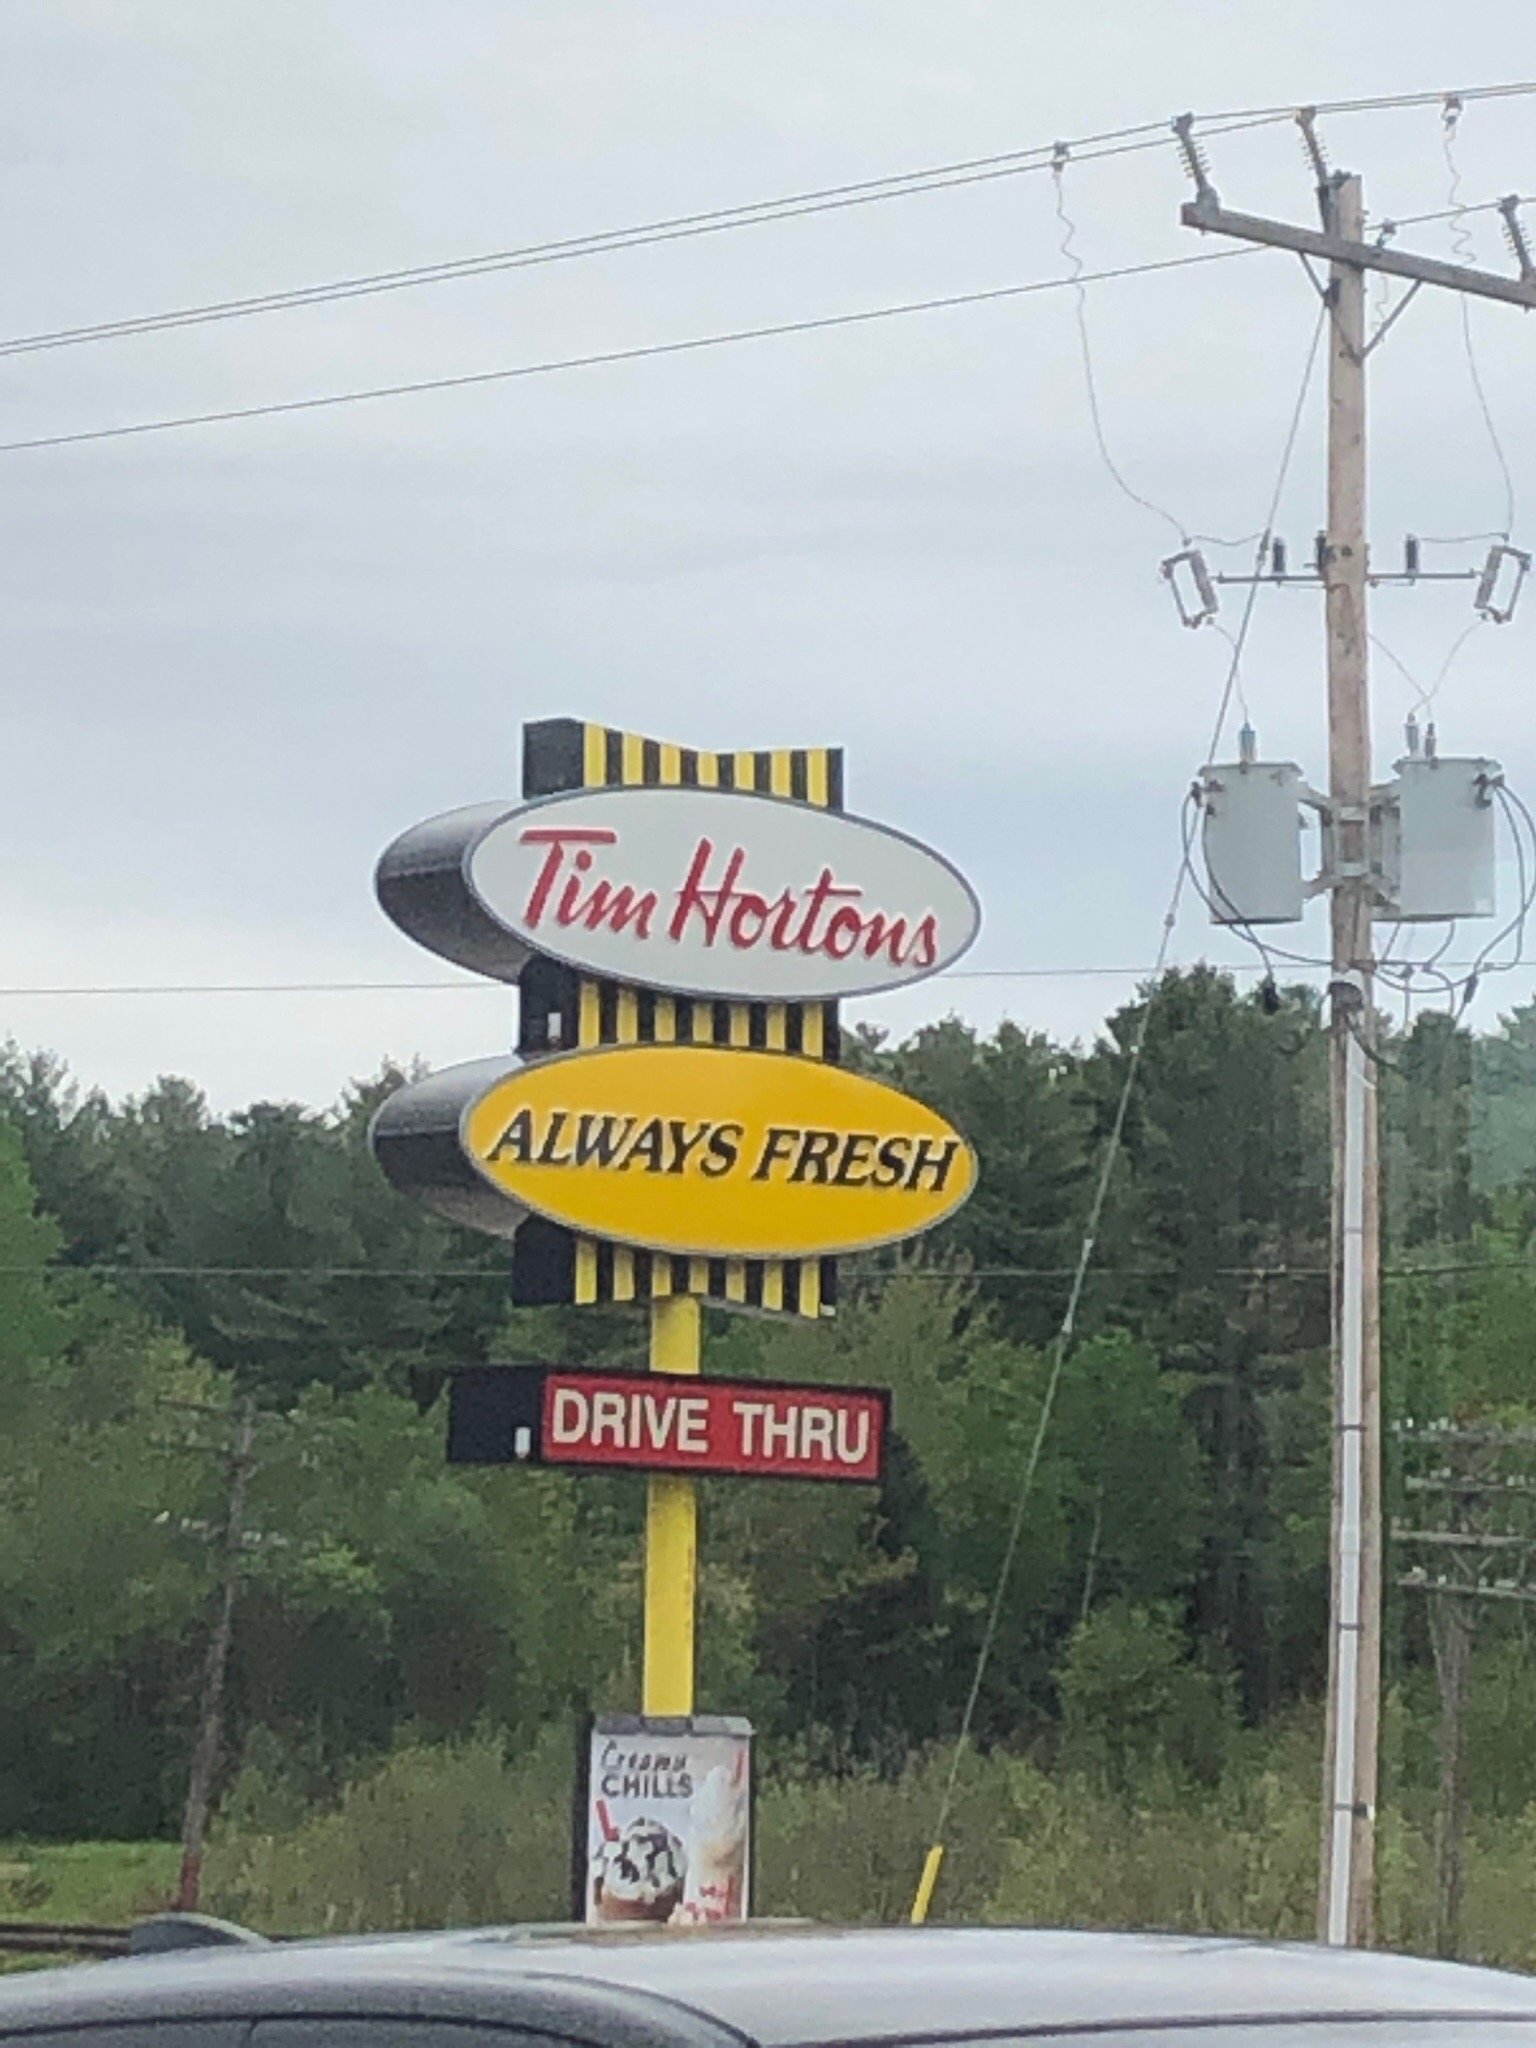 Tim Hortons
ALWAYS FRESH
DRIVE THRU
Creamy
CHILLS